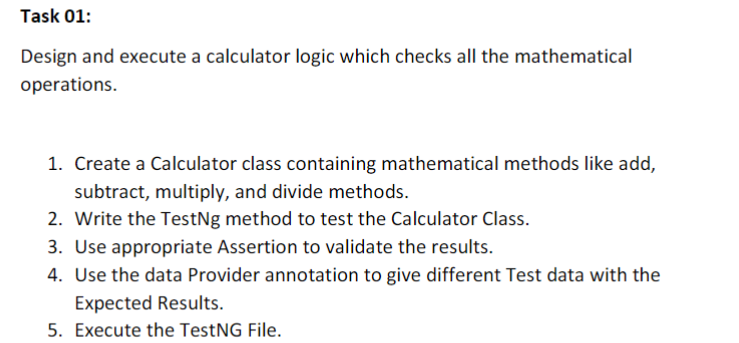 Task 01:
Design and execute a calculator logic which checks all the mathematical
operations.
1. Create a Calculator class containing mathematical methods like add,
subtract, multiply, and divide methods.
2. Write the TestNg method to test the Calculator Class.
3. Use appropriate Assertion to validate the results.
4. Use the data Provider annotation to give different Test data with the
Expected Results.
5. Execute the TestNG File.